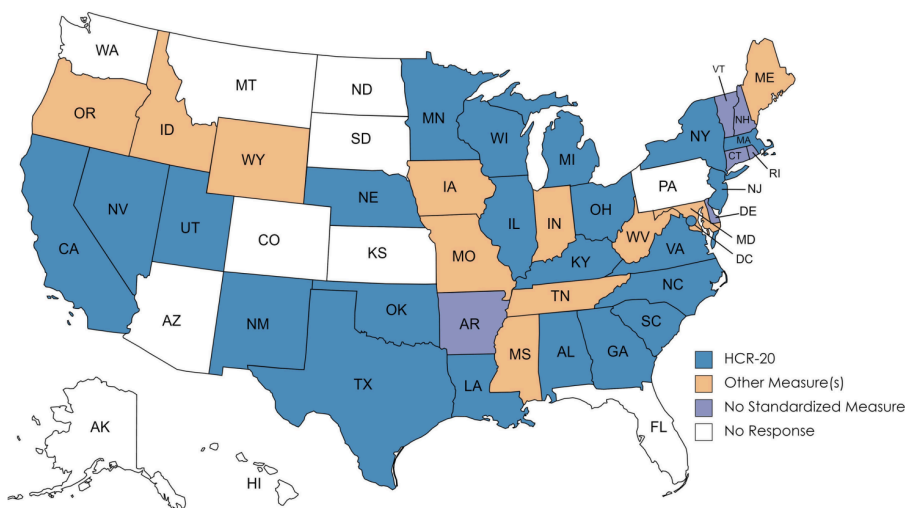 WA
MT
ND
MN
VT
ME
OR
ID
SD
WI
NH
NY
MA
WY
MI
CT
RI
NE
IA
PA
NJ
NV
UT
IL
IN
OH
DE
CA
CO
KS
MO
WV
VA
MD
KY
DC
AZ
NM
OK
AR
TN
NC
SC
MS
AL
GA
TX
LA
FL
AK
HI
HCR-20
Other Measure(s)
No Standardized Measure
No Response